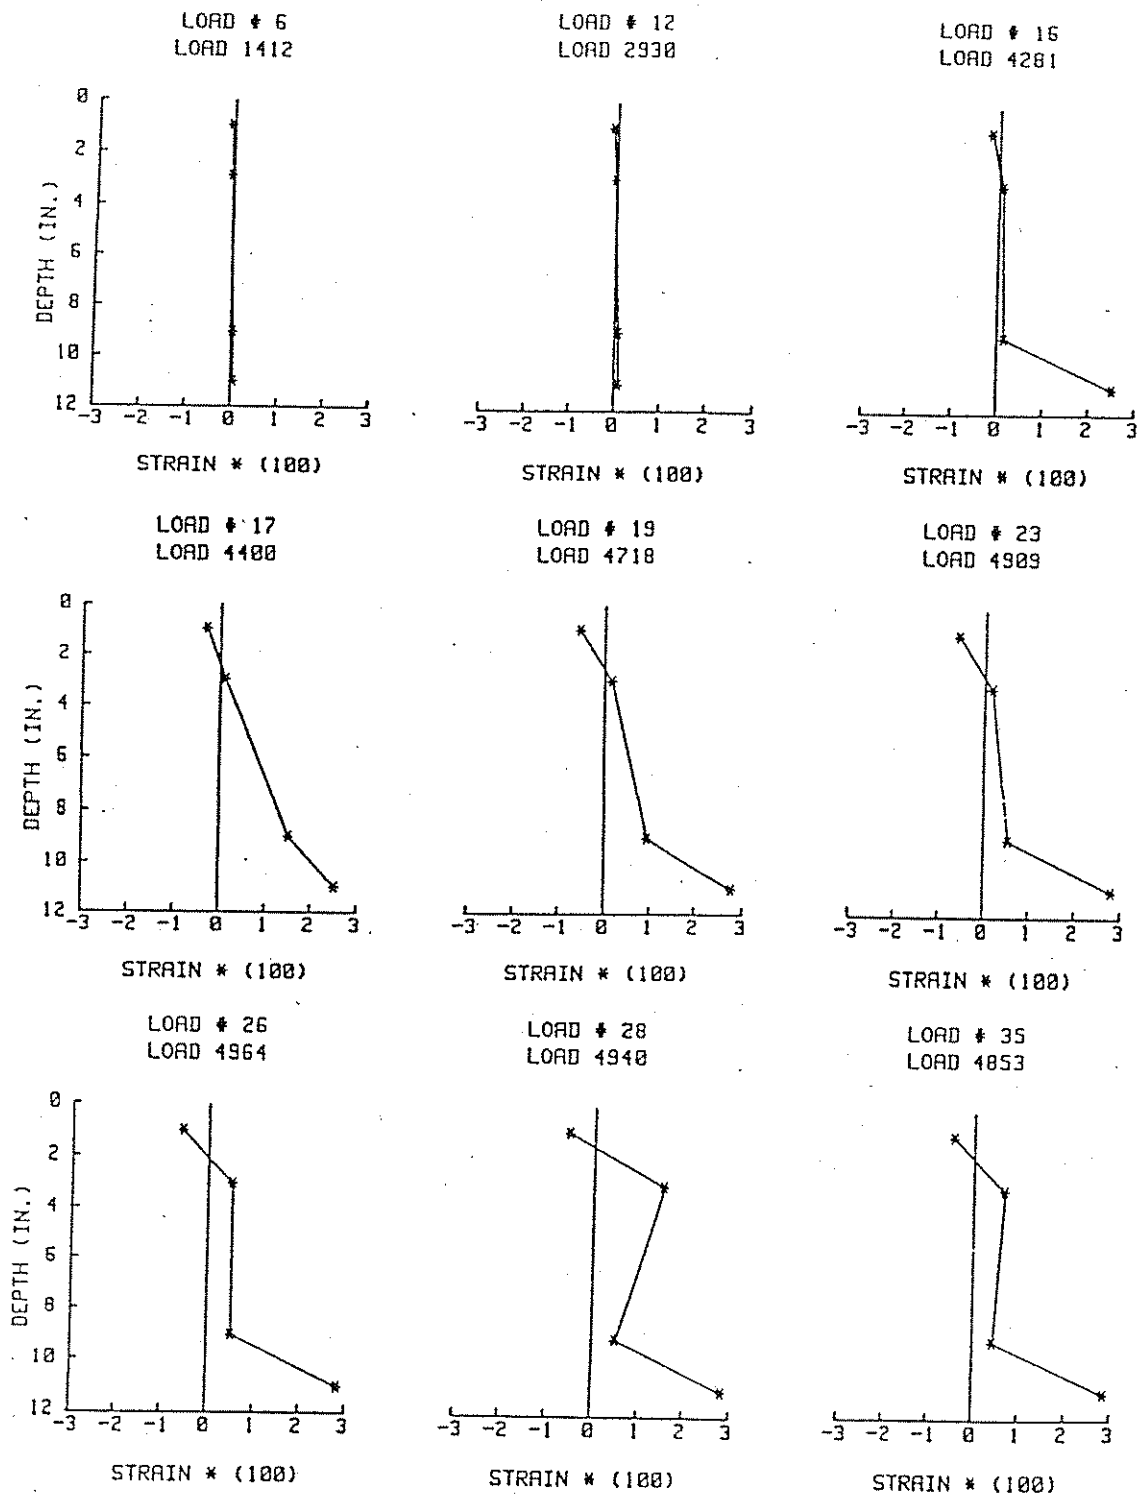 LOAD # 6
LOAD 1412
LOAD # 12
LOAD 2930
LOAD # 16
LOAD 4281
0
2
4
6
8
10
12
DEPTH (IN.)
-3 -2 -1 0 1 2 3
-3 -2 -1 0 1 2 3
-3 -2 -1 0 1 2 3
STRAIN * (100)
STRAIN * (100)
STRAIN * (100)
LOAD # 17
LOAD 4400
LOAD # 19
LOAD 4718
LOAD # 23
LOAD 4909
0
2
4
6
8
10
12
DEPTH (IN.)
-3 -2 -1 0 1 2 3
-3 -2 -1 0 1 2 3
-3 -2 -1 0 1 2 3
STRAIN * (100)
STRAIN * (100)
STRAIN * (100)
LOAD # 26
LOAD 4964
LOAD # 28
LOAD 4940
LOAD # 35
LOAD 4853
0
2
4
6
8
10
12
DEPTH (IN.)
-3 -2 -1 0 1 2 3
-3 -2 -1 0 1 2 3
-3 -2 -1 0 1 2 3
STRAIN * (100)
STRAIN * (100)
STRAIN * (100)